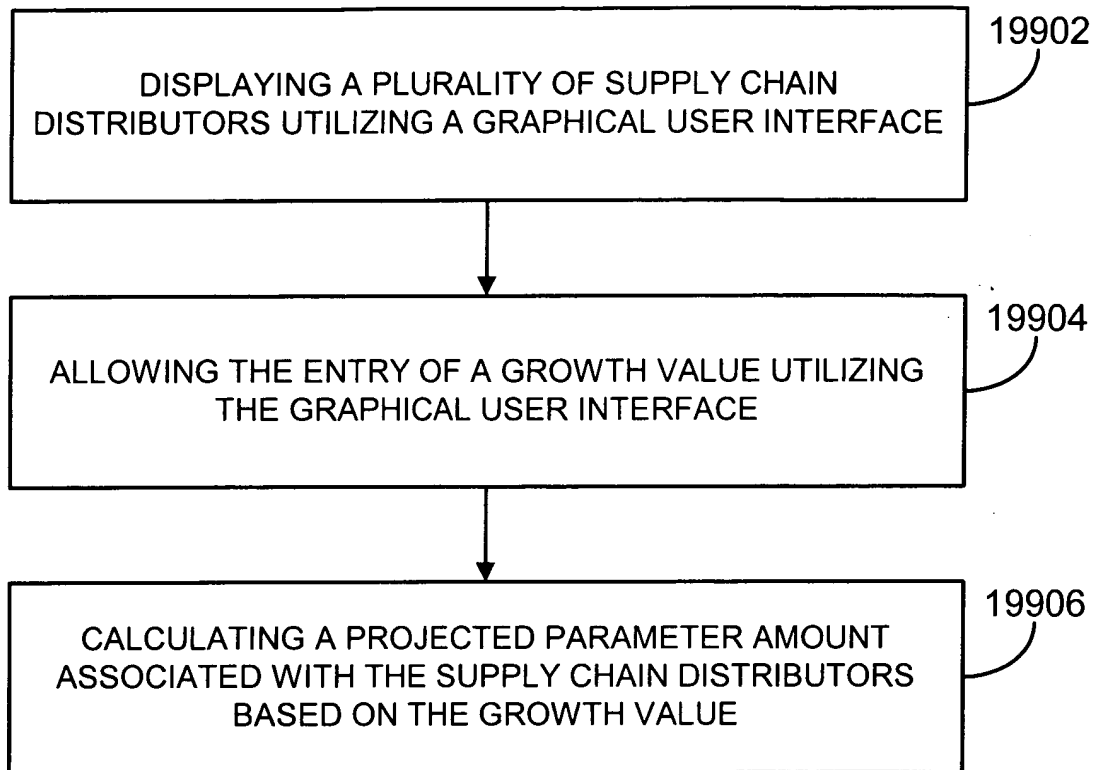 19902
DISPLAYING A PLURALITY OF SUPPLY CHAIN
DISTRIBUTORS UTILIZING A GRAPHICAL USER INTERFACE
19904
ALLOWING THE ENTRY OF A GROWTH VALUE UTILIZING
THE GRAPHICAL USER INTERFACE
19906
CALCULATING A PROJECTED PARAMETER AMOUNT
ASSOCIATED WITH THE SUPPLY CHAIN DISTRIBUTORS
BASED ON THE GROWTH VALUE